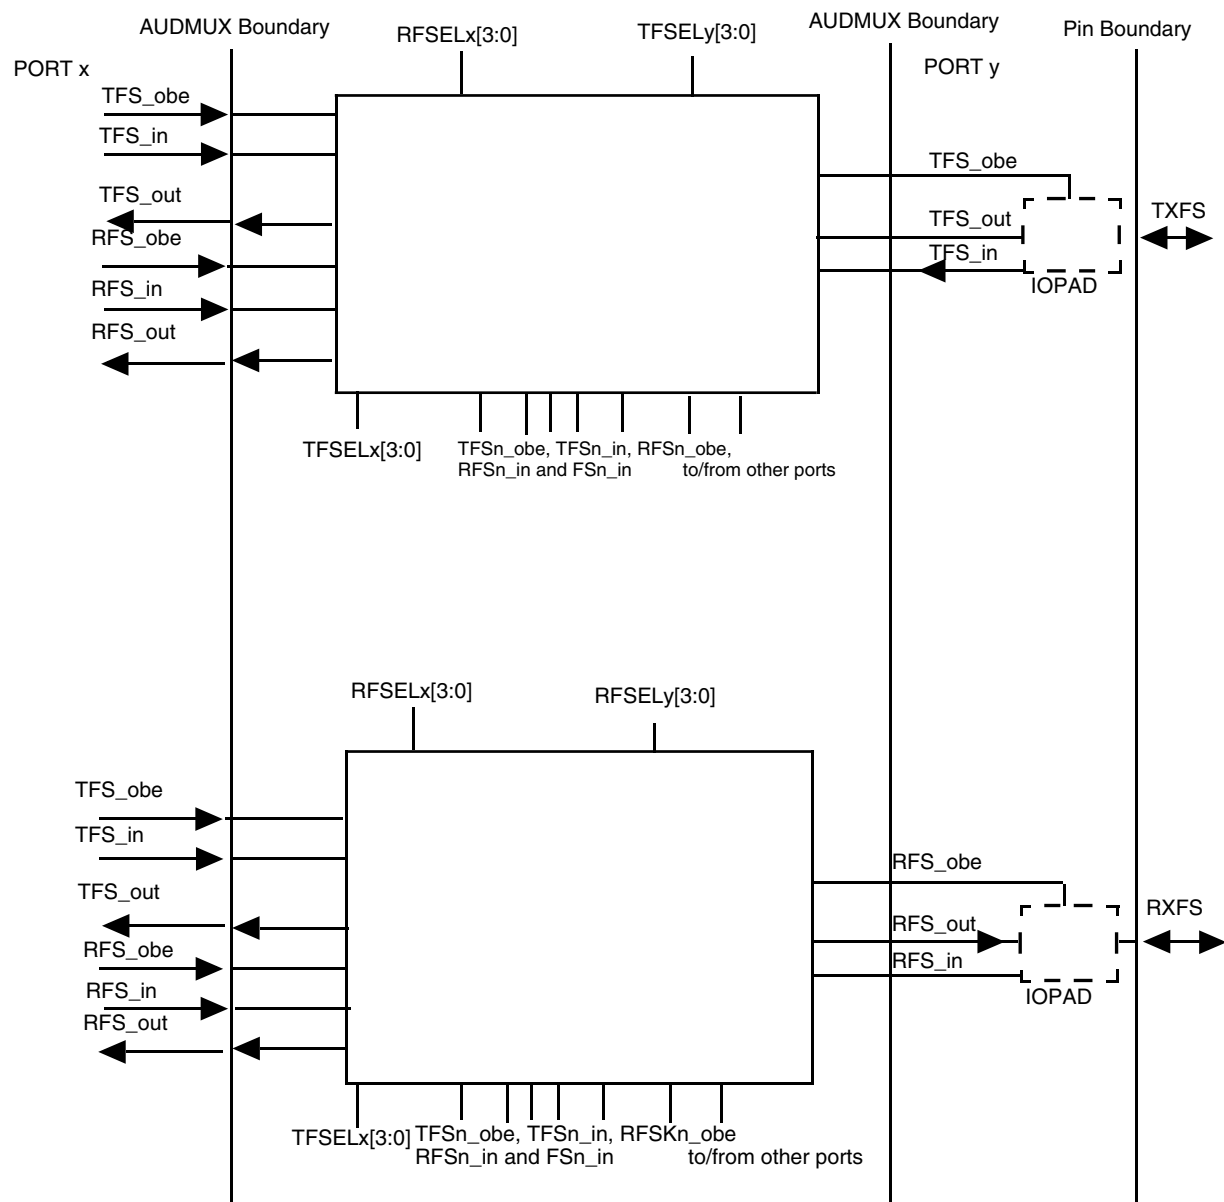 AUDMUX Boundary
RFSELx[3:0]
TFSELy[3:0]
AUDMUX Boundary
Pin Boundary
PORT x
PORT y
TFS_obe
TFS_in
TFS_out
RFS_obe
RFS_in
RFS_out
TFS_obe
TFS_out
TFS_in
IOPAD
TXFS
TFSELx[3:0]
TFSn_obe, TFSn_in, RFSn_obe,
RFSn_in and FSn_in
to/from other ports
RFSELx[3:0]
RFSELy[3:0]
TFS_obe
TFS_in
TFS_out
RFS_obe
RFS_in
RFS_out
RFS_obe
RFS_out
RFS_in
IOPAD
RXFS
TFSELx[3:0]
TFSn_obe, TFSn_in, RFSKn_obe
RFSn_in and FSn_in
to/from other ports